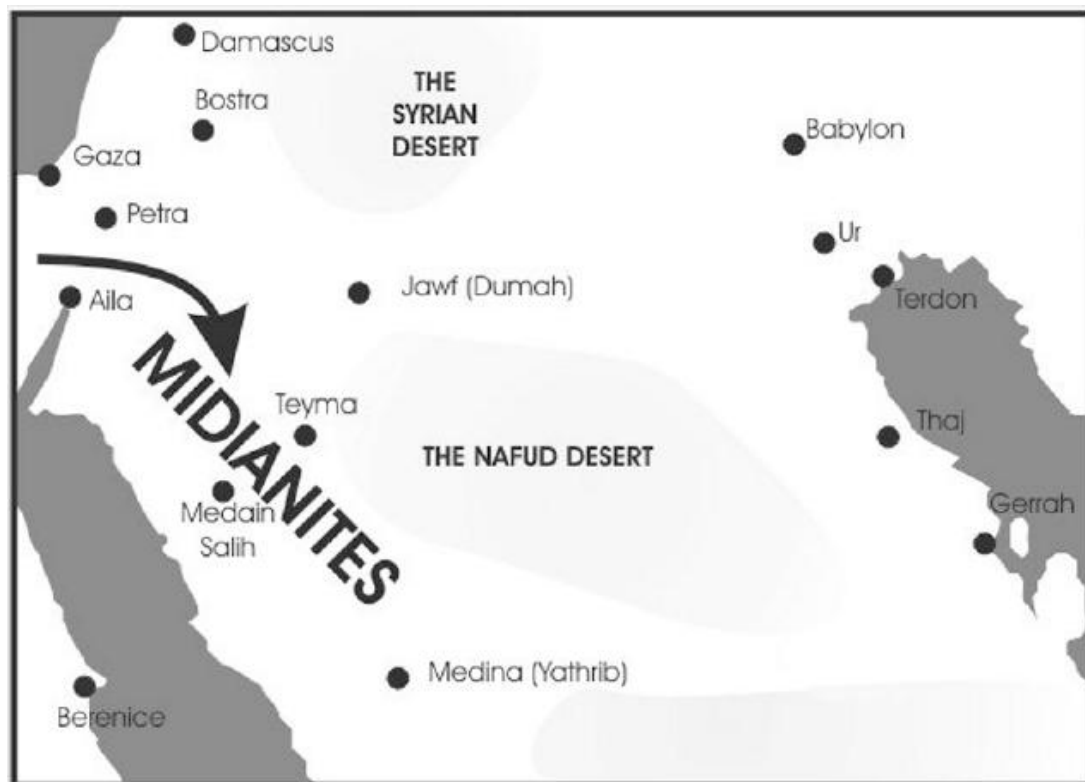 Damascus
THE
SYRIAN
DESERT
Bostra
Babylon
Gaza
Petra
Ur
Jawf (Dumah)
Terdon
Aila
MIDIANITES
Teyma
Thaj
THE NAFUD DESERT
Medain
Salih
Gerrah
Medina (Yathrib)
Berenice